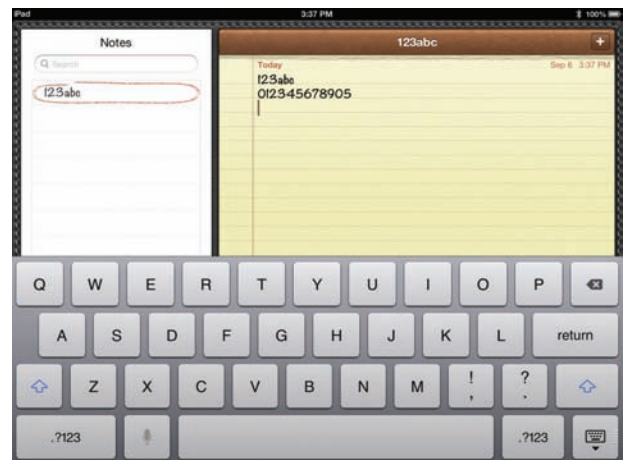 iPad 3:37 PM 100%
Notes 123abc +
Search
Today Sep 6 3:37 PM
123abc
123abc
012345678905
Q W E R T Y U I O P
A S D F G H J K L return
Z X C V B N M ! , ? .
.?123 .?123